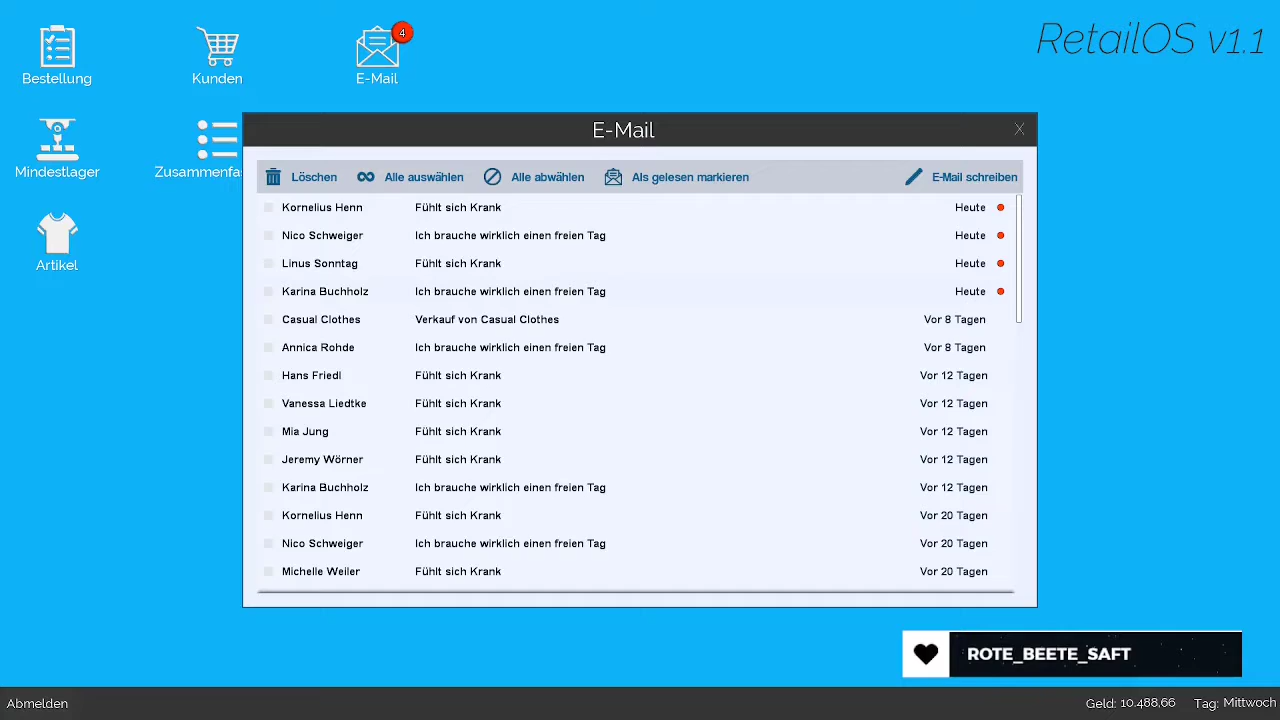 RetailOS v1.1
Bestellung
Kunden
4
E-Mail
Mindestlager
Zusammenfas
Artikel
E-Mail
X
Löschen Alle auswählen Alle abwählen Als gelesen markieren E-Mail schreiben
Kornelius Henn Fühlt sich Krank Heute
Nico Schweiger Ich brauche wirklich einen freien Tag Heute
Linus Sonntag Fühlt sich Krank Heute
Karina Buchholz Ich brauche wirklich einen freien Tag Heute
Casual Clothes Verkauf von Casual Clothes Vor 8 Tagen
Annica Rohde Ich brauche wirklich einen freien Tag Vor 8 Tagen
Hans Friedl Fühlt sich Krank Vor 12 Tagen
Vanessa Liedtke Fühlt sich Krank Vor 12 Tagen
Mia Jung Fühlt sich Krank Vor 12 Tagen
Jeremy Wörner Fühlt sich Krank Vor 12 Tagen
Karina Buchholz Ich brauche wirklich einen freien Tag Vor 12 Tagen
Kornelius Henn Fühlt sich Krank Vor 20 Tagen
Nico Schweiger Ich brauche wirklich einen freien Tag Vor 20 Tagen
Michelle Weiler Fühlt sich Krank Vor 20 Tagen
ROTE_BEETE_SAFT
Abmelden Geld: 10.488,66 Tag: Mittwoch